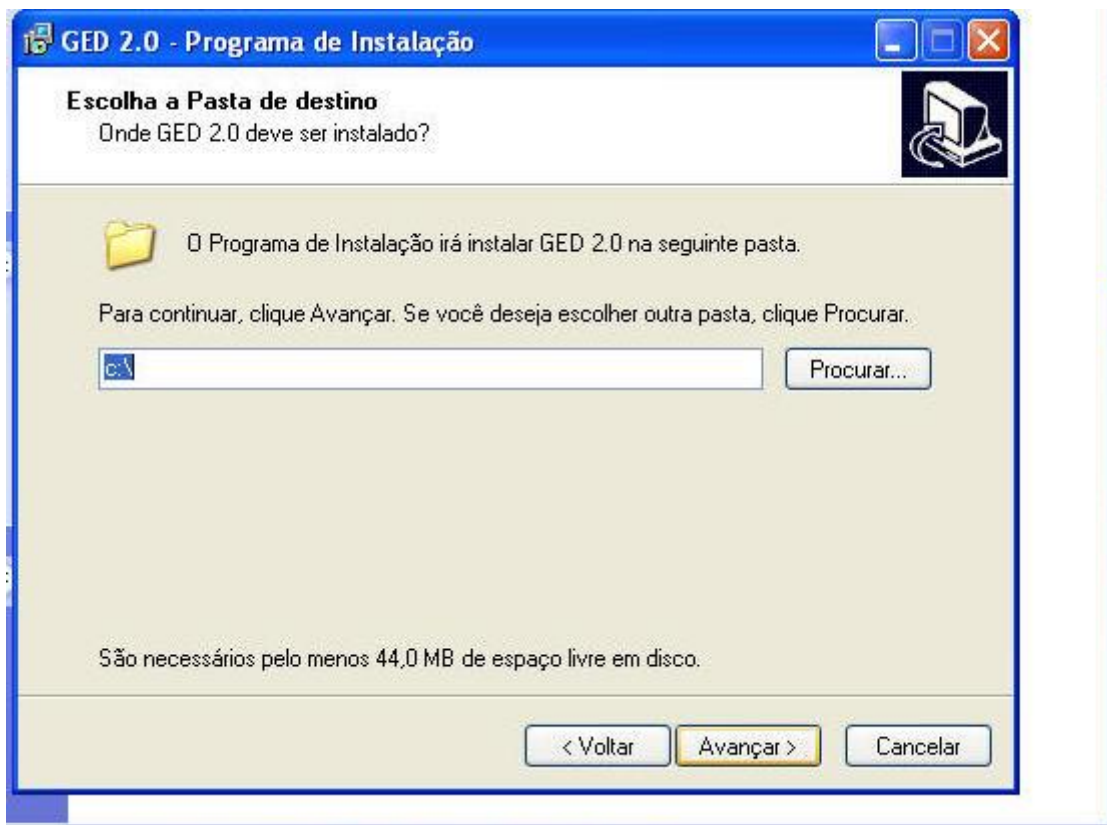 GED 2.0 - Programa de Instalação
Escolha a Pasta de destino
Onde GED 2.0 deve ser instalado?
O Programa de Instalação irá instalar GED 2.0 na seguinte pasta.
Para continuar, clique Avançar. Se você deseja escolher outra pasta, clique Procurar.
c:\
Procurar...
São necessários pelo menos 44,0 MB de espaço livre em disco.
< Voltar
Avançar >
Cancelar